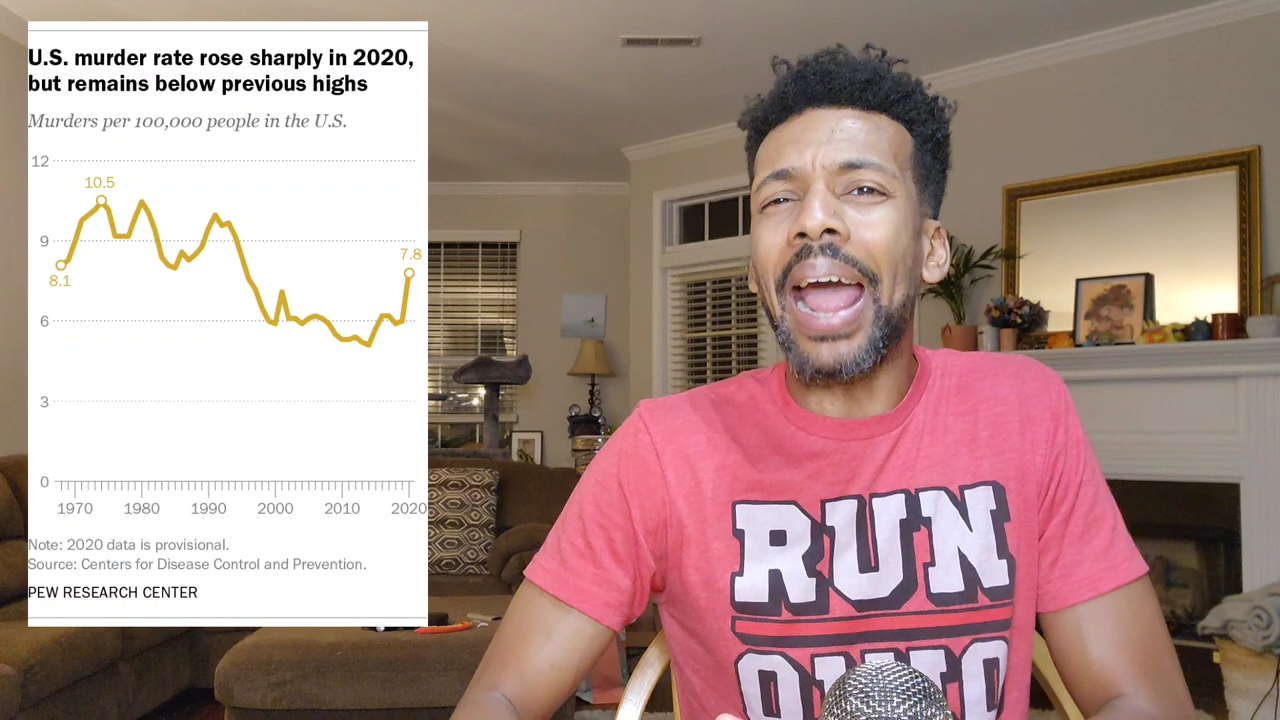 U.S. murder rate rose sharply in 2020,
but remains below previous highs
Murders per 100,000 people in the U.S.
12
10.5
9
7.8
8.1
6
3
0
1970 1980 1990 2000 2010 2020
Note: 2020 data is provisional.
Source: Centers for Disease Control and Prevention.
PEW RESEARCH CENTER
RUN
OHIO